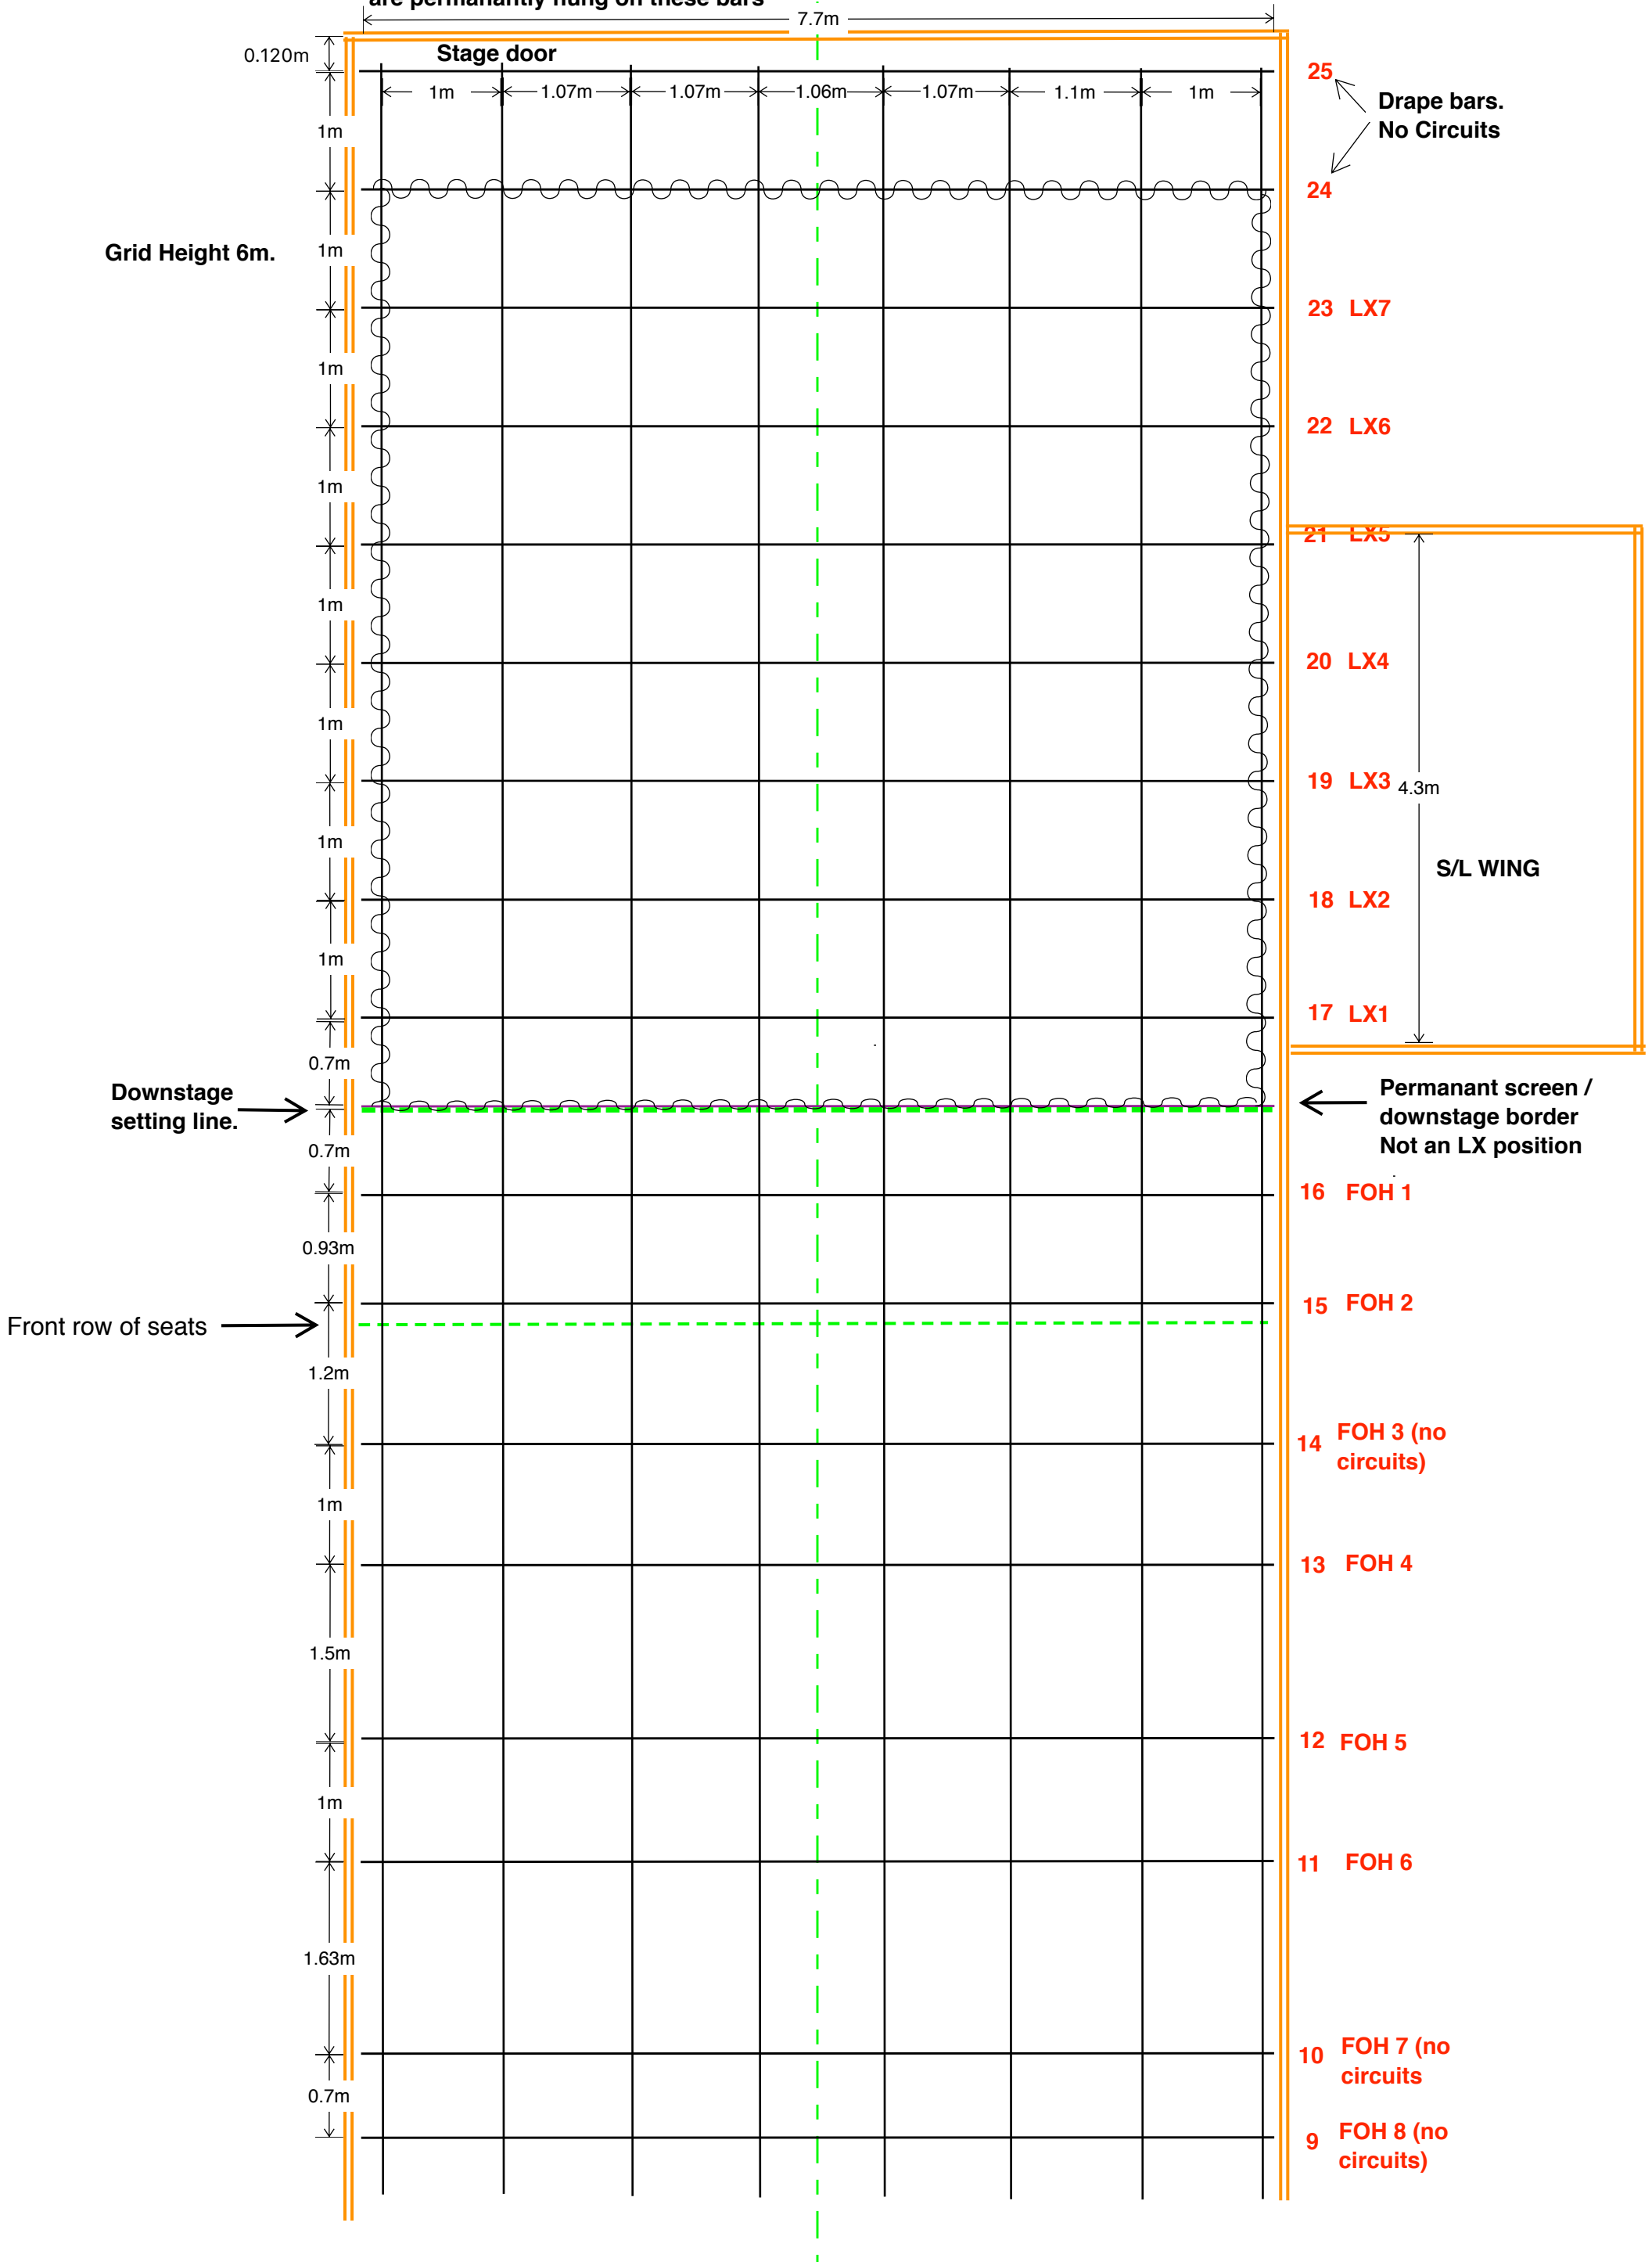 are permanantly hung on these bars
7.7m
0.120m
Stage door
25
1m
1.07m
1.07m
1.06m
1.07m
1.1m
1m
Drape bars.
No Circuits
1m
24
Grid Height 6m.
1m
23 LX7
1m
22 LX6
1m
21 LX5
1m
20 LX4
1m
19 LX3
4.3m
1m
S/L WING
18 LX2
1m
17 LX1
0.7m
Downstage
setting line.
Permanant screen /
downstage border
Not an LX position
0.7m
16 FOH 1
0.93m
15 FOH 2
Front row of seats
1.2m
14 FOH 3 (no
circuits)
1m
13 FOH 4
1.5m
12 FOH 5
1m
11 FOH 6
1.63m
10 FOH 7 (no
circuits
0.7m
9 FOH 8 (no
circuits)